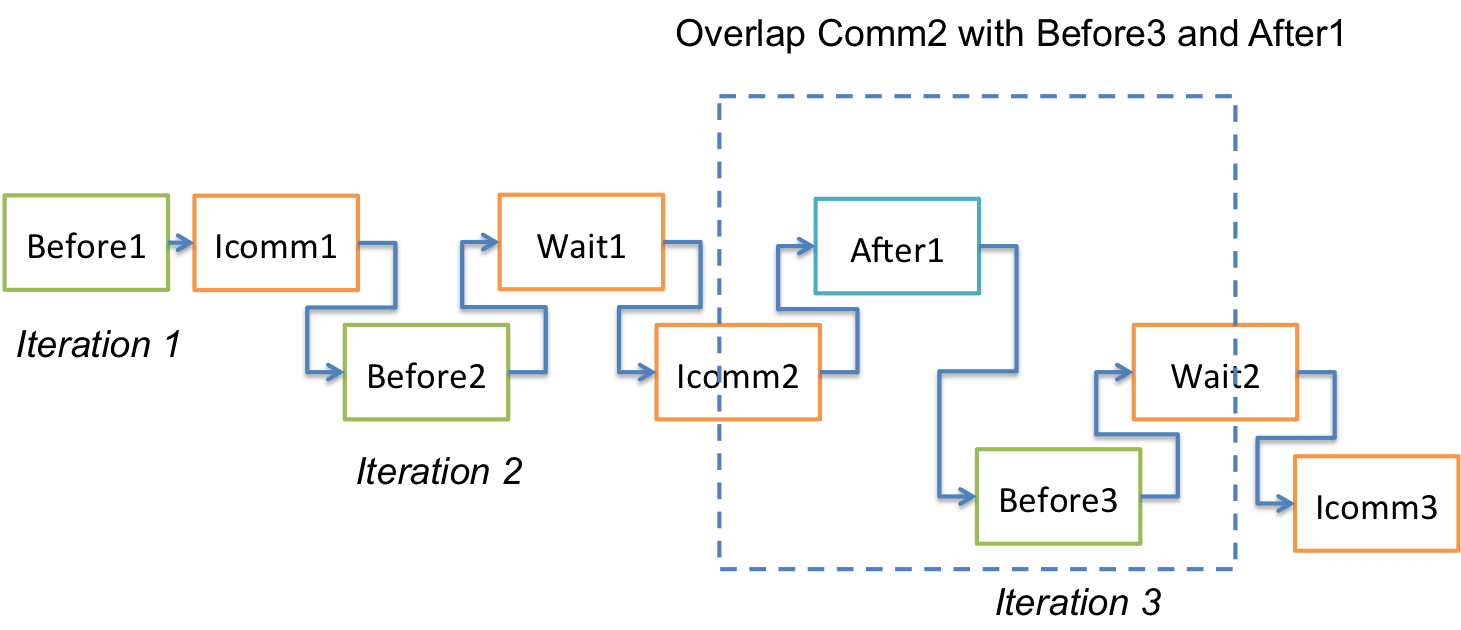 Overlap Comm2 with Before3 and After1
Before1
Icomm1
Wait1
After1
Iteration 1
Before2
Icomm2
Wait2
Iteration 2
Before3
Icomm3
Iteration 3